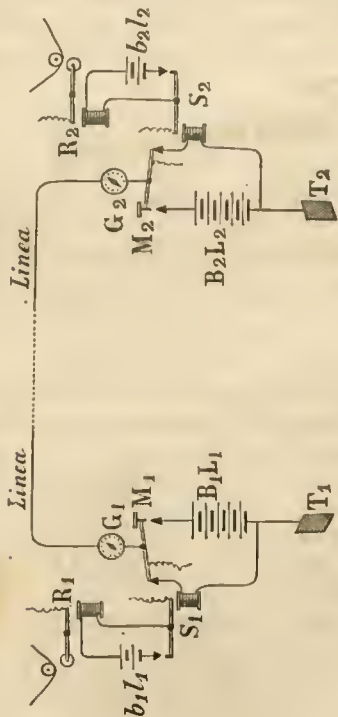 Linea Linea
R₁ G₁ G₂ R₂
b₁l₁ M₁ M₂ b₂l₂
S₁ B₁L₁ B₂L₂ S₂
T₁ T₂